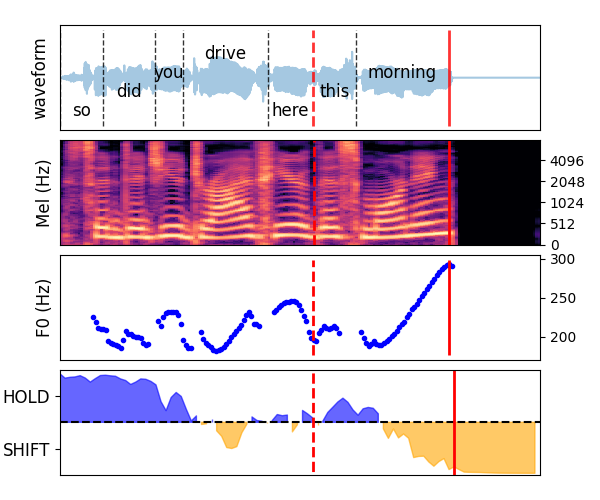 waveform
so did you drive here this morning
Mel (Hz)
4096
2048
1024
512
0
F0 (Hz)
300
250
200
HOLD
SHIFT